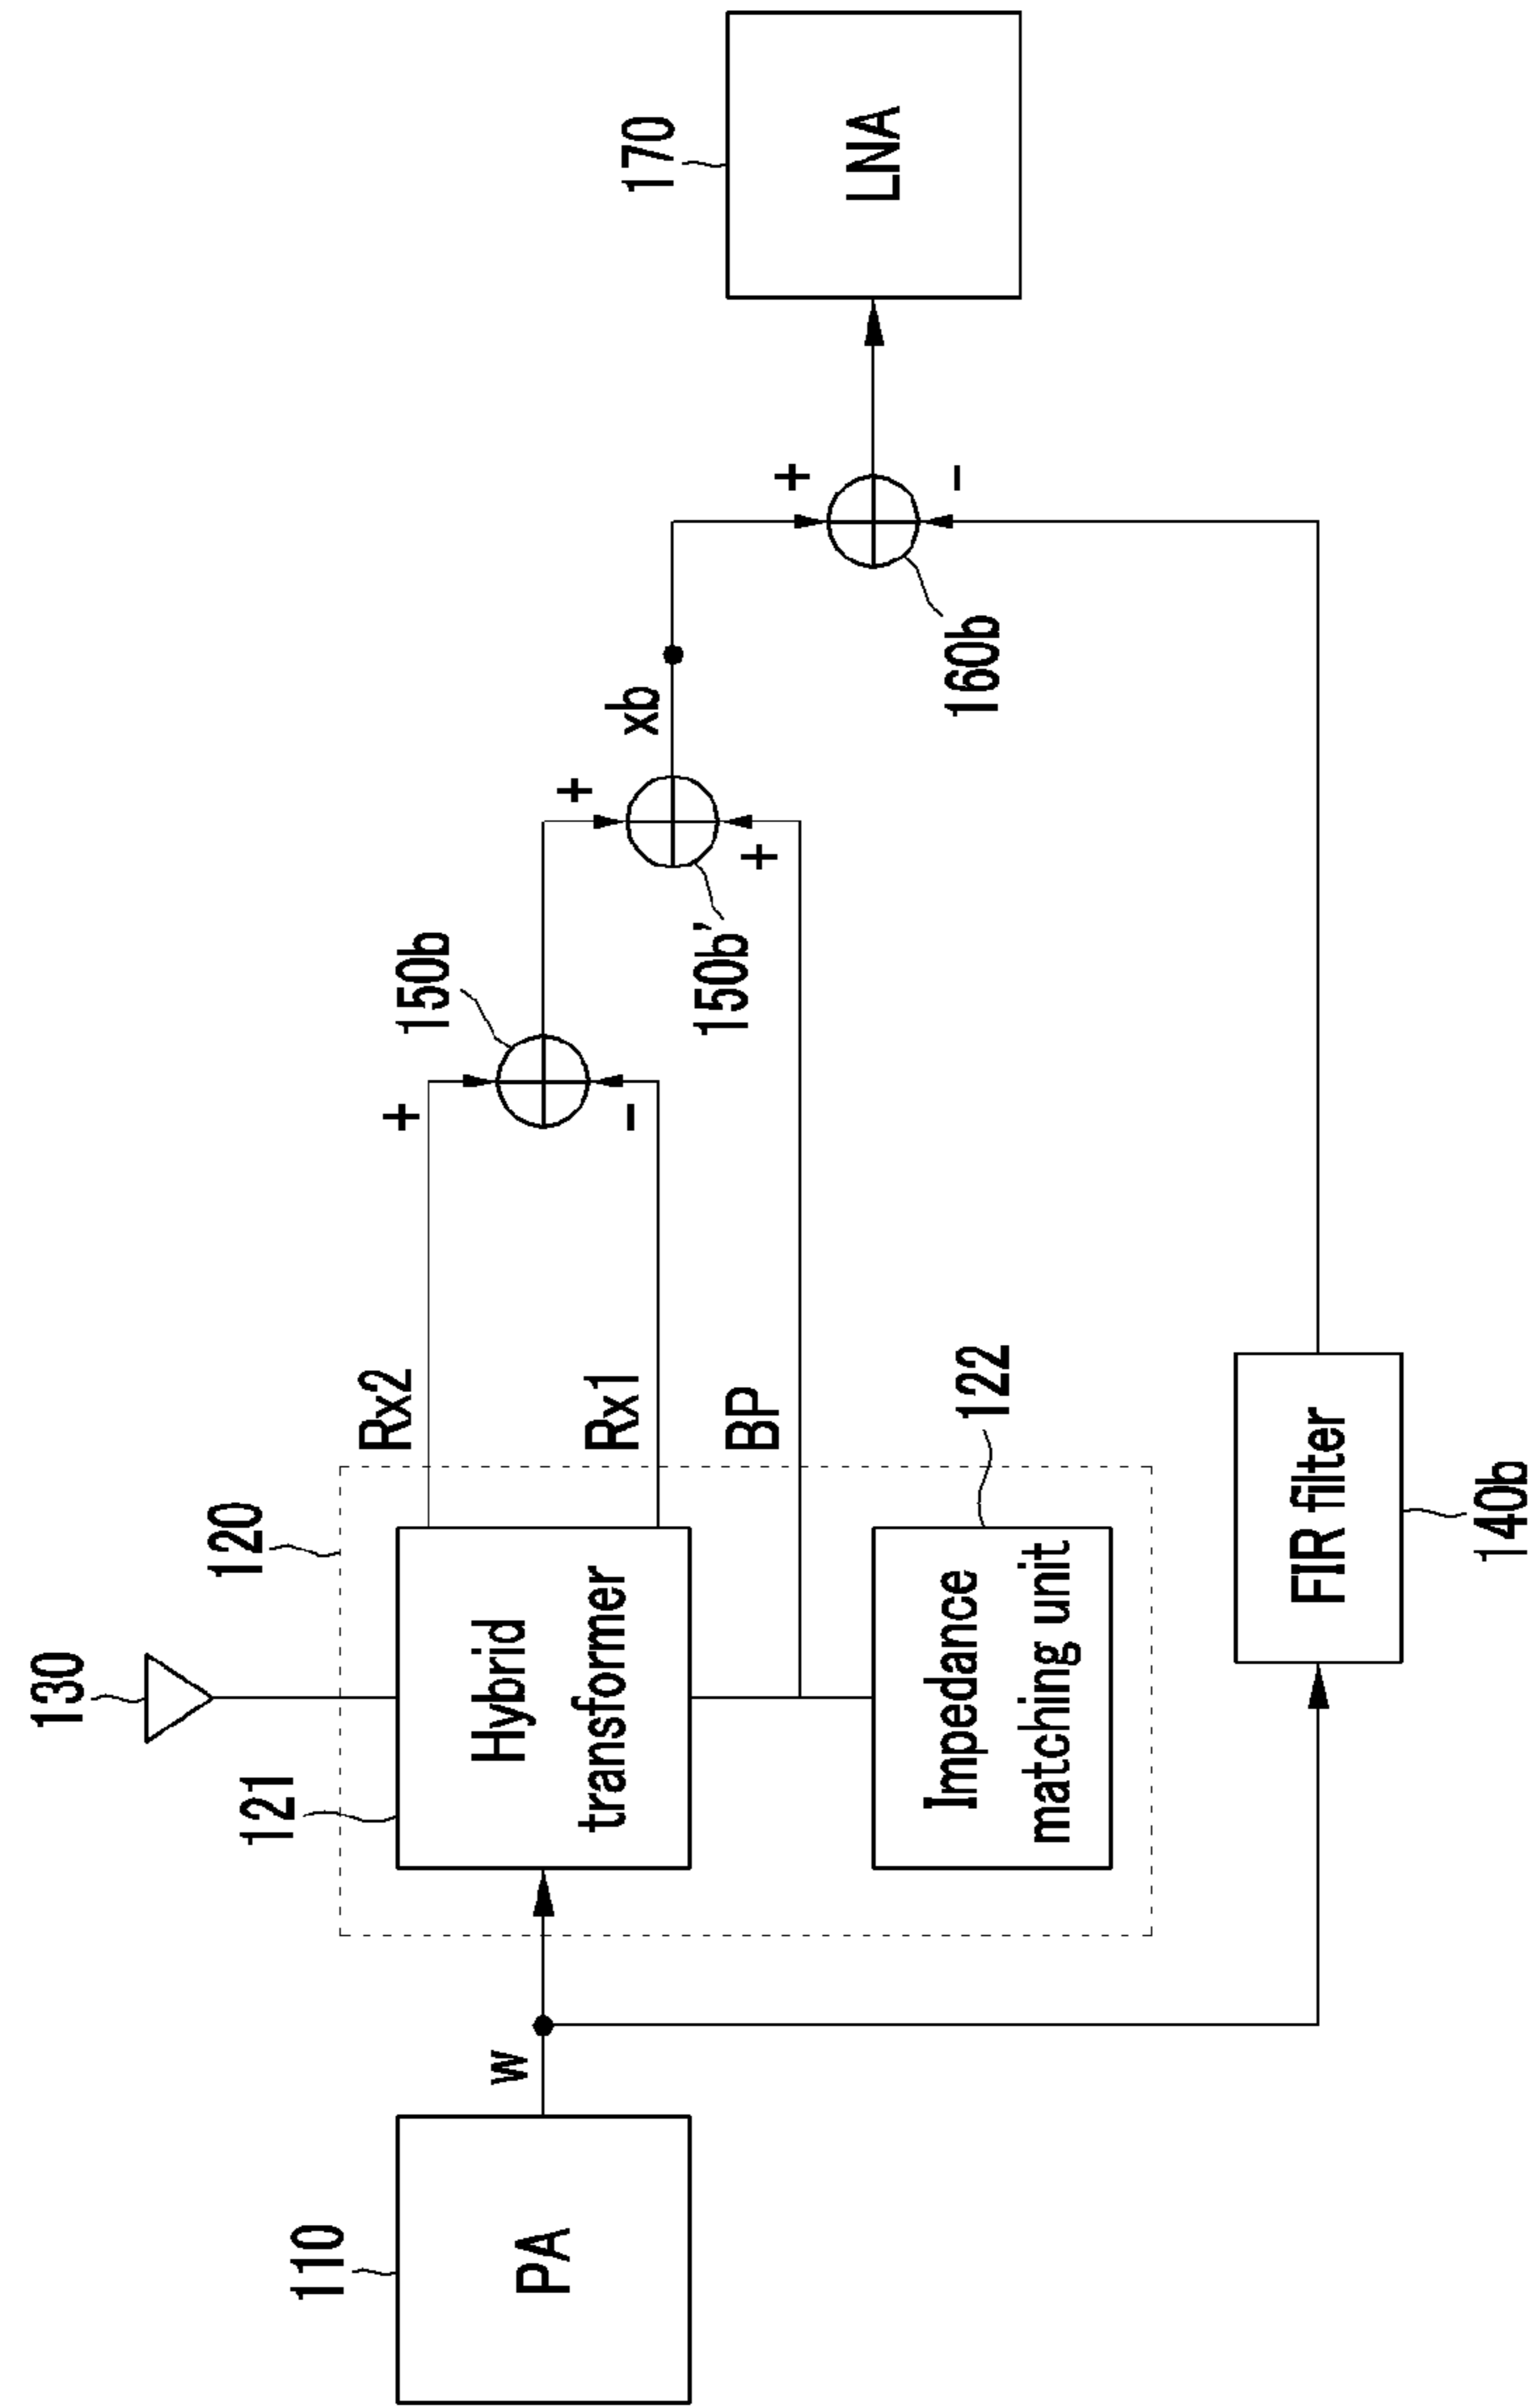 130
120
121
110
PA
w
Hybrid
transformer
Rx2
Rx1
BP
Impedance
matching unit
122
150b
+
-
150b'
+
+
xb
160b
+
-
170
LNA
FIR filter
140b